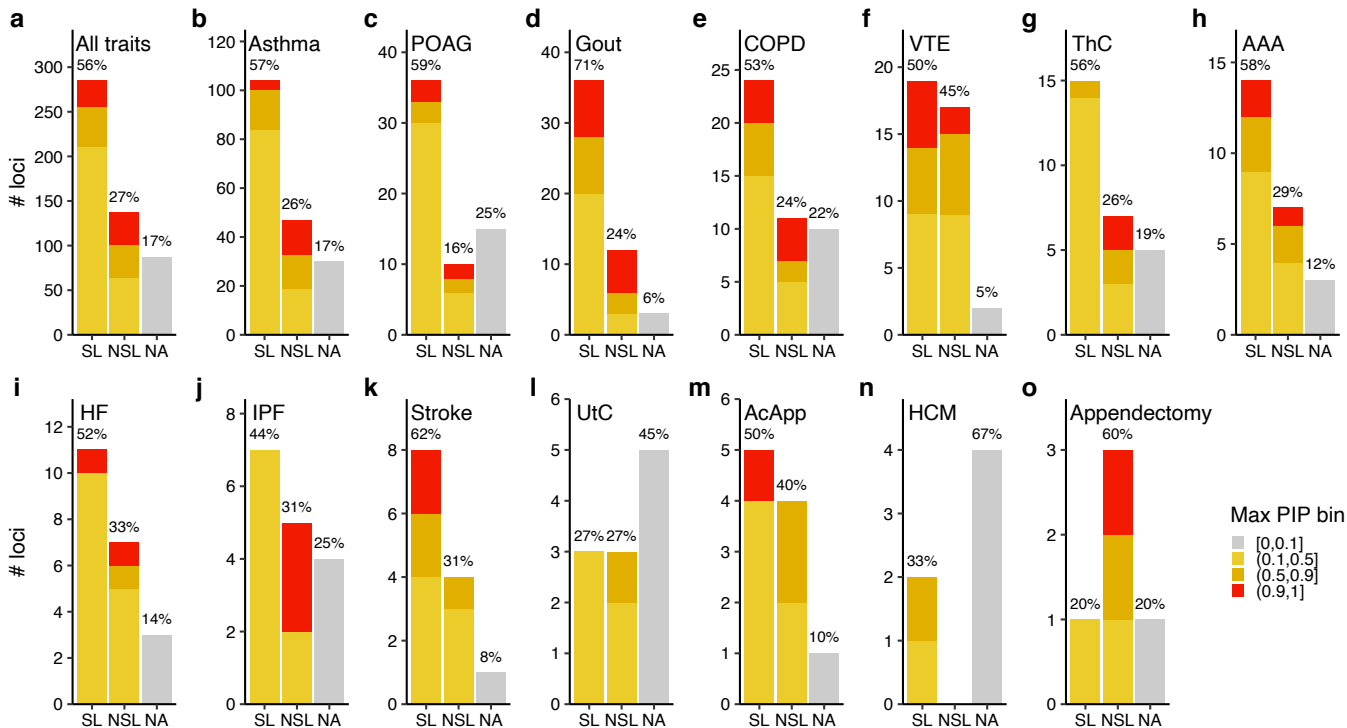 a b c d e f g h
All traits Asthma POAG Gout COPD VTE ThC AAA
# loci
300 250 200 150 100 50 0
56% 27% 17%
SL NSL NA
120 100 80 60 40 20 0
57% 26% 17%
SL NSL NA
40 30 20 10 0
59% 16% 25%
SL NSL NA
40 30 20 10 0
71% 24% 6%
SL NSL NA
25 20 15 10 5 0
53% 24% 22%
SL NSL NA
20 15 10 5 0
50% 45% 5%
SL NSL NA
15 10 5 0
56% 26% 19%
SL NSL NA
15 10 5 0
58% 29% 12%
SL NSL NA
i j k l m n o
HF IPF Stroke UtC AcApp HCM Appendectomy
# loci
12 10 8 6 4 2 0
52% 33% 14%
SL NSL NA
8 6 4 2 0
44% 31% 25%
SL NSL NA
10 8 6 4 2 0
62% 31% 8%
SL NSL NA
6 5 4 3 2 1 0
27% 27% 45%
SL NSL NA
6 5 4 3 2 1 0
50% 40% 10%
SL NSL NA
4 3 2 1 0
33% 67%
SL NSL NA
3 2 1 0
20% 60% 20%
SL NSL NA
Max PIP bin
[0,0.1]
(0.1,0.5]
(0.5,0.9]
(0.9,1]